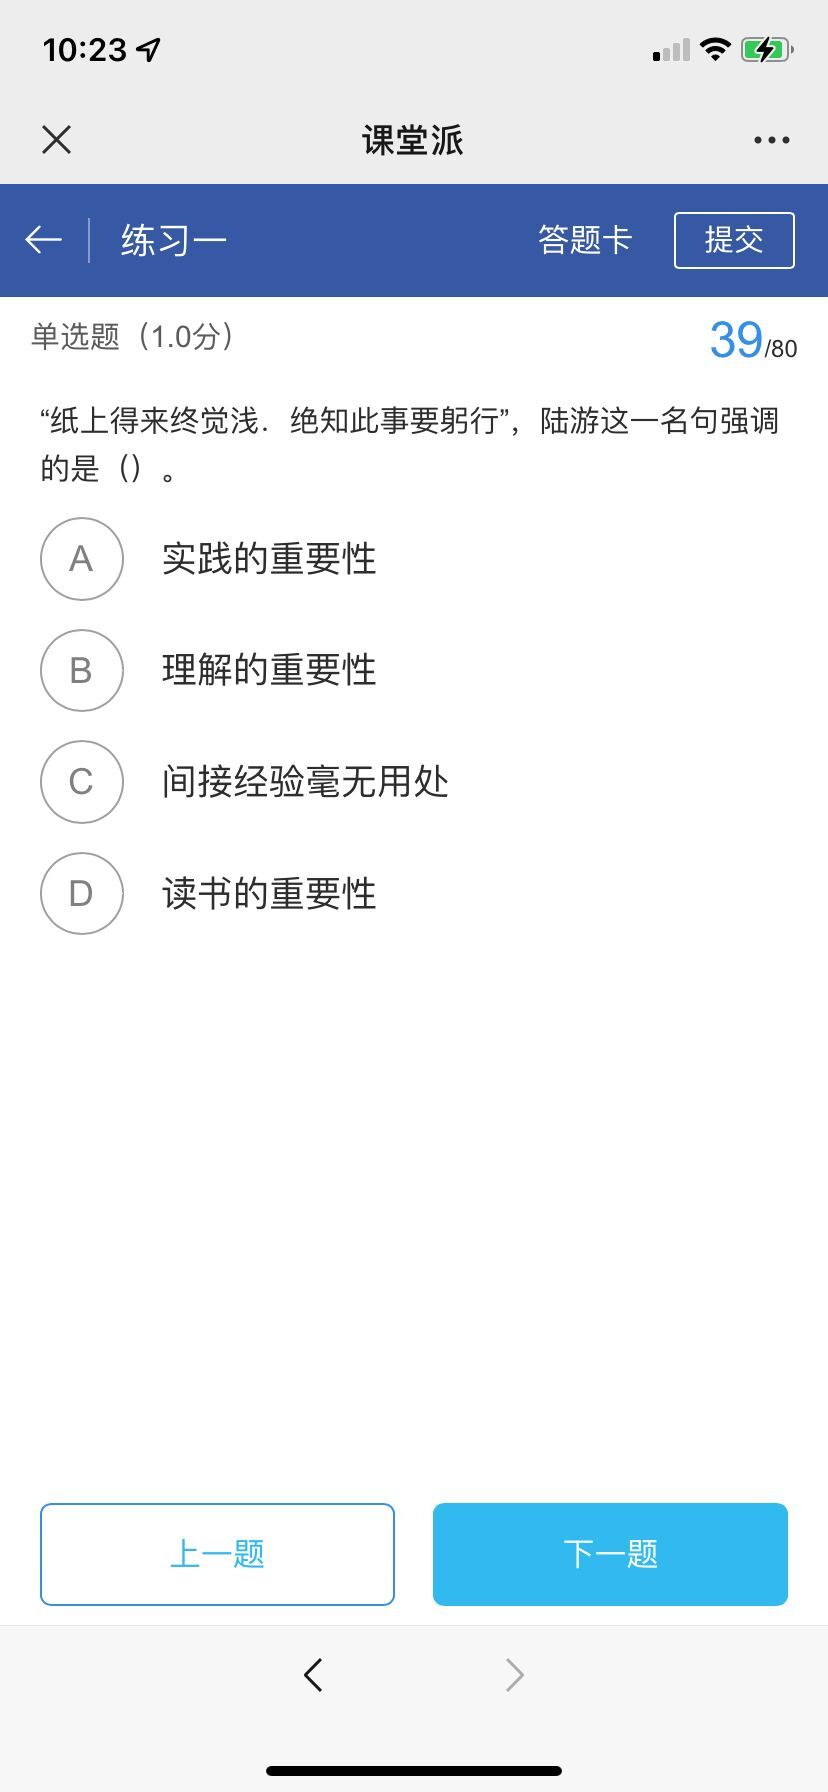 10:23
课堂派
练习一
答题卡
提交
单选题（1.0分）
39/80
“纸上得来终觉浅．绝知此事要躬行”，陆游这一名句强调
的是（）。
A 实践的重要性
B 理解的重要性
C 间接经验毫无用处
D 读书的重要性
上一题
下一题